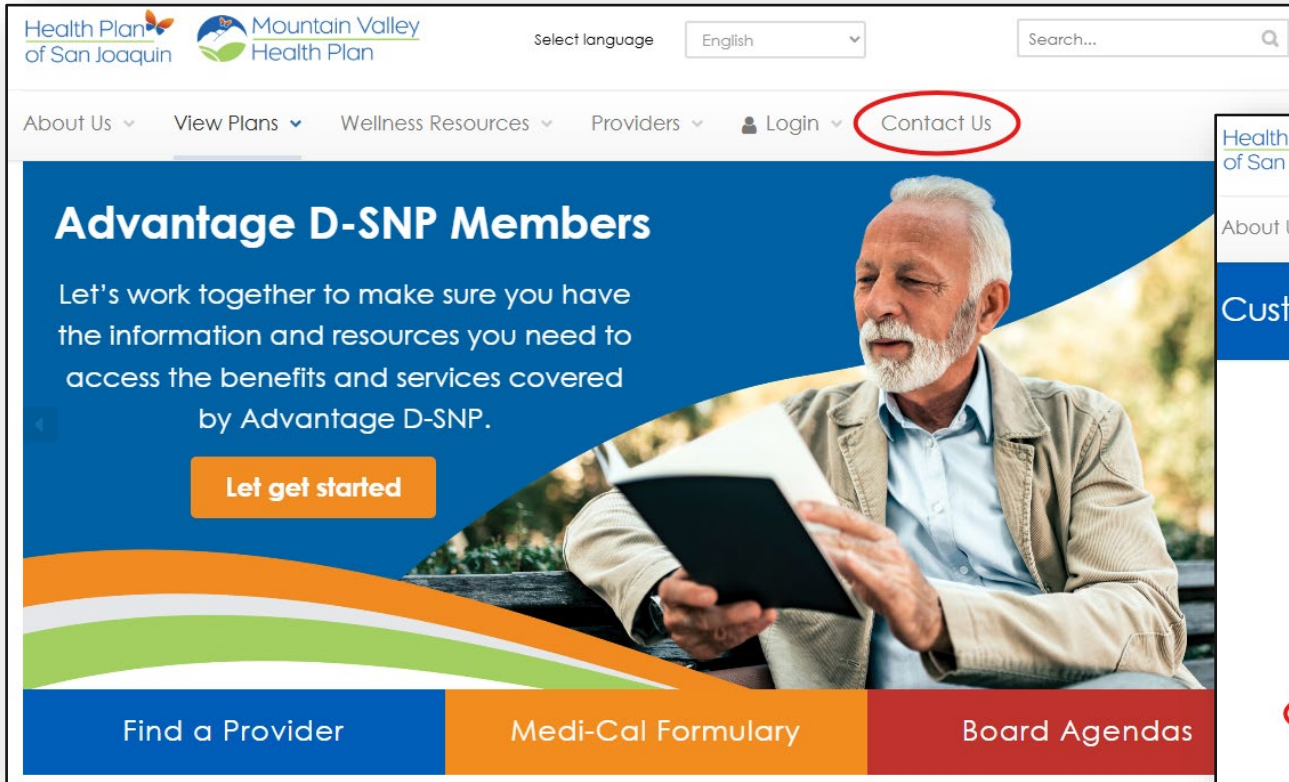 Health Plan
of San Joaquin
Mountain Valley
Health Plan
Select language
English
Search...
About Us
View Plans
Wellness Resources
Providers
Login
Contact Us
Advantage D-SNP Members
Let's work together to make sure you have
the information and resources you need to
access the benefits and services covered
by Advantage D-SNP.
Let get started
Find a Provider
Medi-Cal Formulary
Board Agendas
Health
of San
About